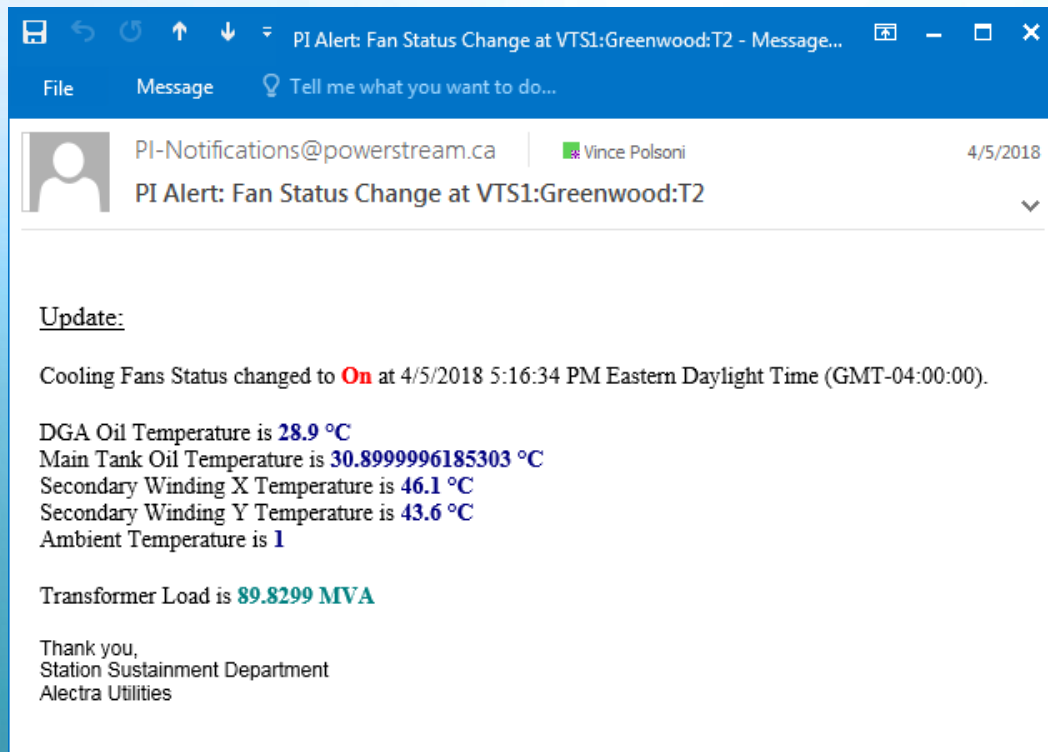 PI Alert: Fan Status Change at VTS1:Greenwood:T2 - Message...
File Message Tell me what you want to do...
PI-Notifications@powerstream.ca Vince Polsoni 4/5/2018
PI Alert: Fan Status Change at VTS1:Greenwood:T2
Update:
Cooling Fans Status changed to On at 4/5/2018 5:16:34 PM Eastern Daylight Time (GMT-04:00:00).
DGA Oil Temperature is 28.9 °C
Main Tank Oil Temperature is 30.8999996185303 °C
Secondary Winding X Temperature is 46.1 °C
Secondary Winding Y Temperature is 43.6 °C
Ambient Temperature is 1
Transformer Load is 89.8299 MVA
Thank you,
Station Sustainment Department
Alectra Utilities